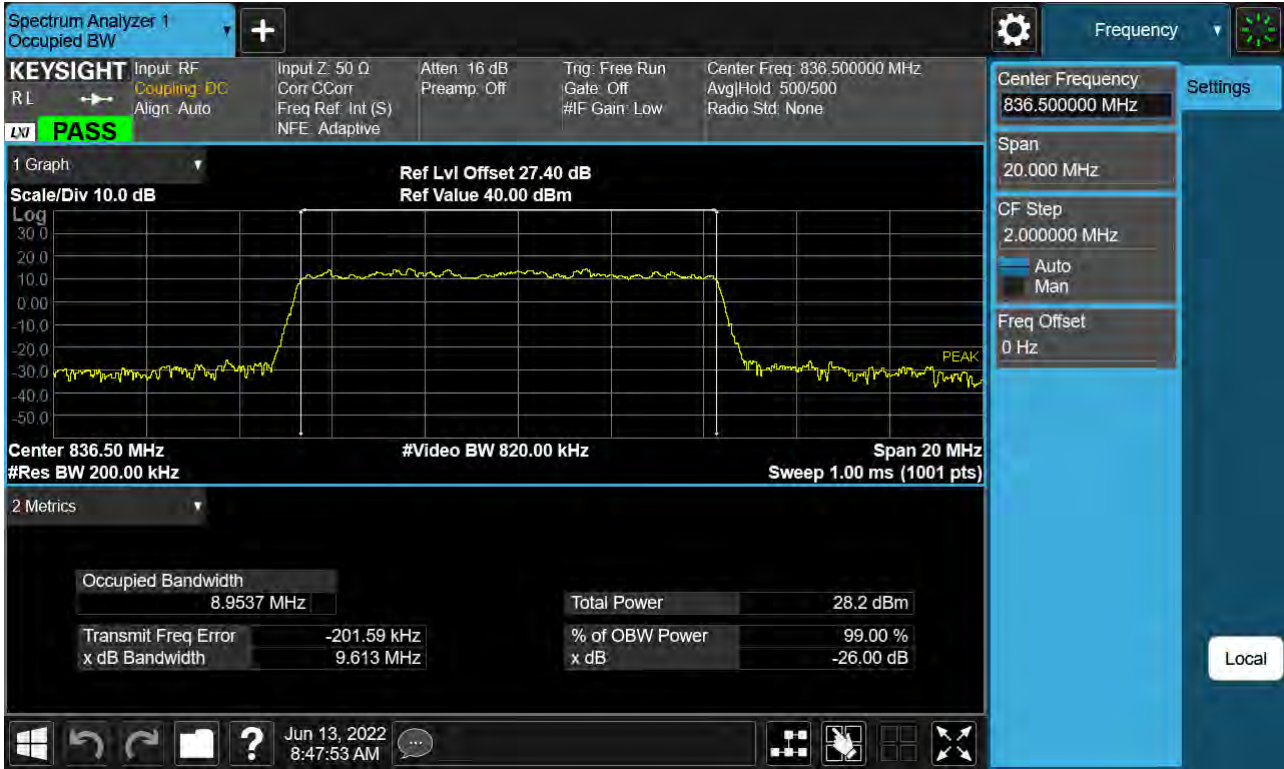 Spectrum Analyzer 1
Occupied BW
Frequency
KEYSIGHT
RL
LXI PASS
Input: RF
Coupling: DC
Align: Auto
Input Z: 50 Ω
Corr CCorr
Freq Ref: Int (S)
NFE: Adaptive
Atten: 16 dB
Preamp: Off
Trig: Free Run
Gate: Off
#IF Gain: Low
Center Freq: 836.500000 MHz
Avg|Hold: 500/500
Radio Std: None
Center Frequency
836.500000 MHz
Settings
Span
20.000 MHz
CF Step
2.000000 MHz
Auto
Man
Freq Offset
0 Hz
Local
1 Graph
Scale/Div 10.0 dB
Ref Lvl Offset 27.40 dB
Ref Value 40.00 dBm
Log
30.0
20.0
10.0
0.00
-10.0
-20.0
-30.0
-40.0
-50.0
PEAK
Center 836.50 MHz
#Video BW 820.00 kHz
Span 20 MHz
#Res BW 200.00 kHz
Sweep 1.00 ms (1001 pts)
2 Metrics
Occupied Bandwidth
8.9537 MHz
Total Power 28.2 dBm
Transmit Freq Error -201.59 kHz
% of OBW Power 99.00 %
x dB Bandwidth 9.613 MHz
x dB -26.00 dB
?
Jun 13, 2022
8:47:53 AM